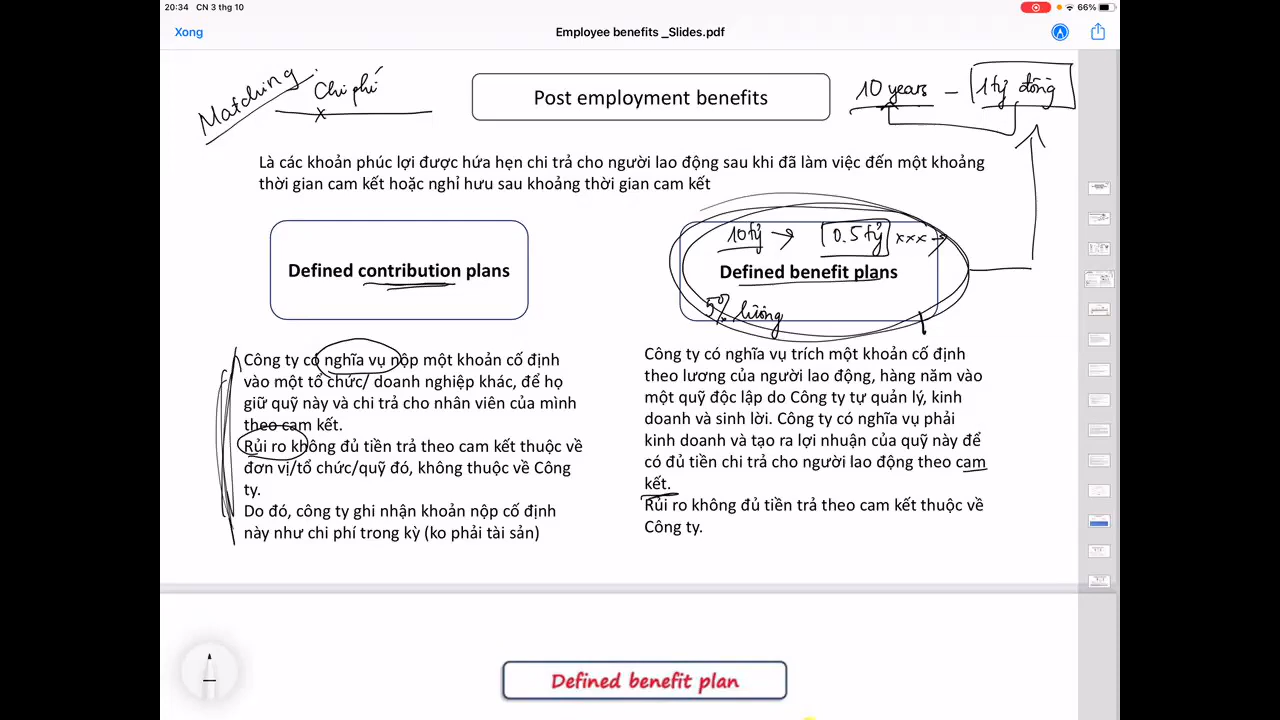 20:34 CN 3 thg 10
66%
Xong
Employee benefits _Slides.pdf
Matching
Chi phí
Post employment benefits
10 years – 1 tỷ đồng
Là các khoản phúc lợi được hứa hẹn chi trả cho người lao động sau khi đã làm việc đến một khoảng
thời gian cam kết hoặc nghỉ hưu sau khoảng thời gian cam kết
Defined contribution plans
10 tỷ → 0.5 tỷ xxx →
Defined benefit plans
5% lương
Công ty có nghĩa vụ nộp một khoản cố định
vào một tổ chức/ doanh nghiệp khác, để họ
giữ quỹ này và chi trả cho nhân viên của mình
theo cam kết.
Rủi ro không đủ tiền trả theo cam kết thuộc về
đơn vị/tổ chức/quỹ đó, không thuộc về Công
ty.
Do đó, công ty ghi nhận khoản nộp cố định
này như chi phí trong kỳ (ko phải tài sản)
Công ty có nghĩa vụ trích một khoản cố định
theo lương của người lao động, hàng năm vào
một quỹ độc lập do Công ty tự quản lý, kinh
doanh và sinh lời. Công ty có nghĩa vụ phải
kinh doanh và tạo ra lợi nhuận của quỹ này để
có đủ tiền chi trả cho người lao động theo cam
kết.
Rủi ro không đủ tiền trả theo cam kết thuộc về
Công ty.
Defined benefit plan